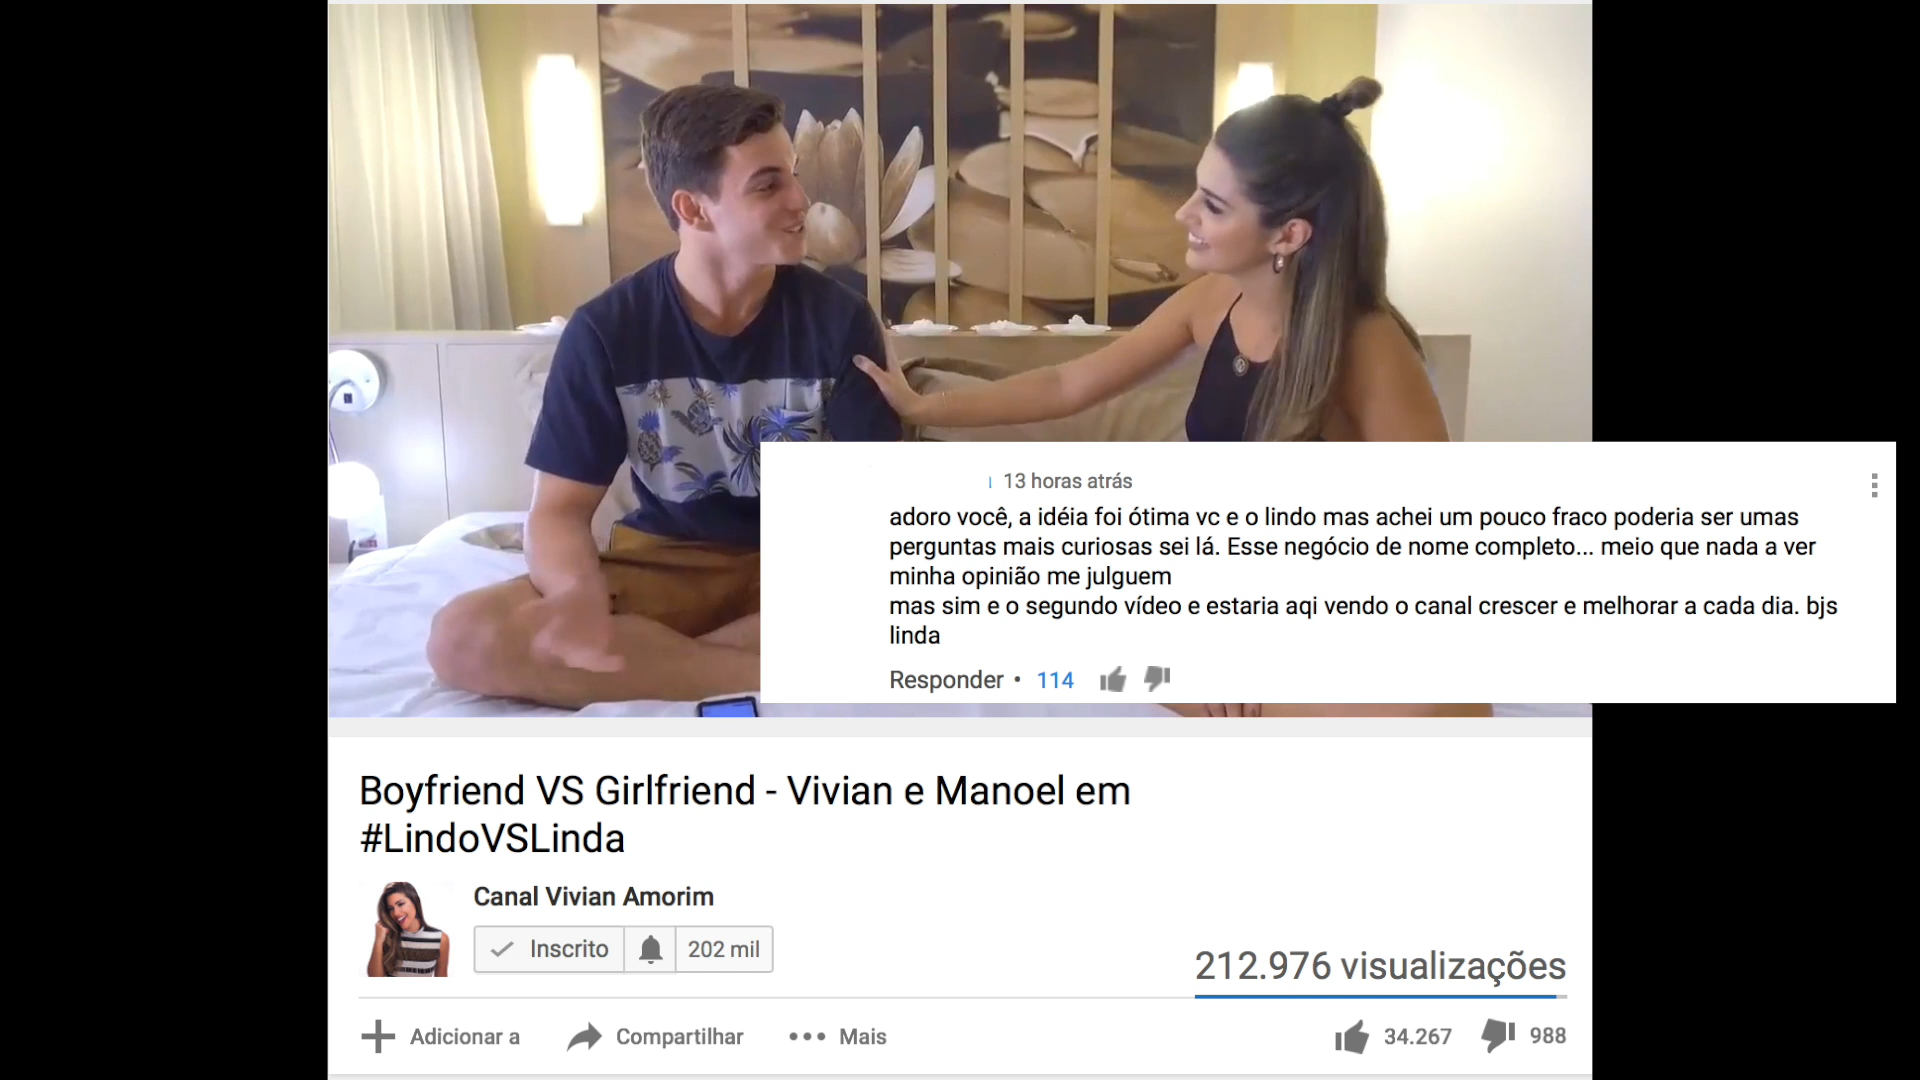 13 horas atrás
adoro você, a idéia foi ótima vc e o lindo mas achei um pouco fraco poderia ser umas
perguntas mais curiosas sei lá. Esse negócio de nome completo... meio que nada a ver
minha opinião me julguem
mas sim e o segundo vídeo e estaria aqi vendo o canal crescer e melhorar a cada dia. bjs
linda
Responder • 114
Boyfriend VS Girlfriend - Vivian e Manoel em
#LindoVSLinda
Canal Vivian Amorim
Inscrito 202 mil
212.976 visualizações
Adicionar a Compartilhar Mais 34.267 988